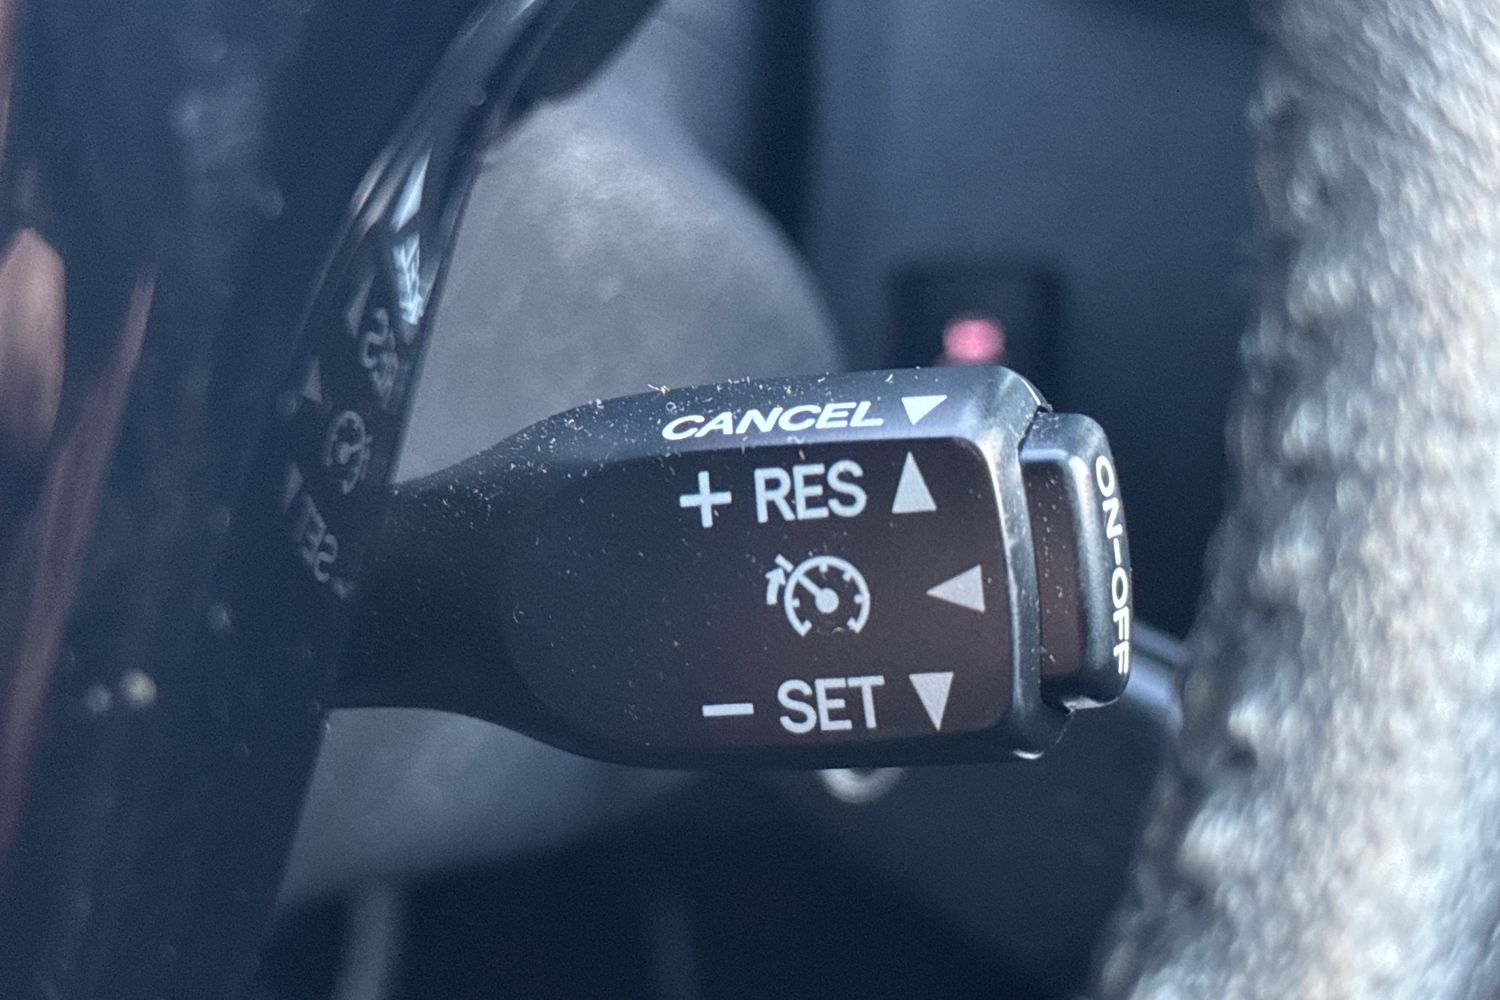 CANCEL ▼
+ RES ▲
◀
− SET ▼
ON-OFF